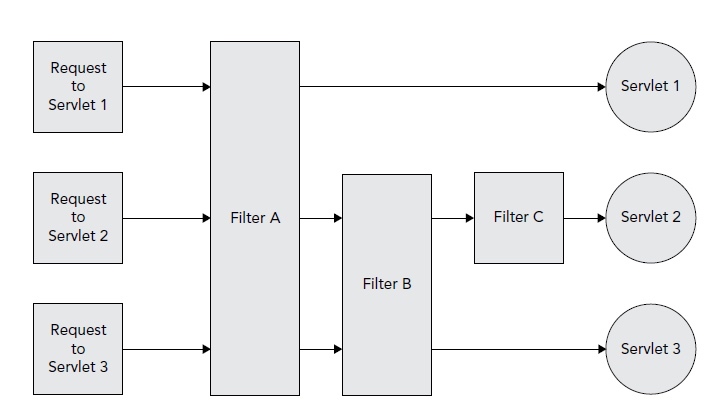 Request
to
Servlet 1
Filter A
Servlet 1
Request
to
Servlet 2
Filter B
Filter C
Servlet 2
Request
to
Servlet 3
Servlet 3